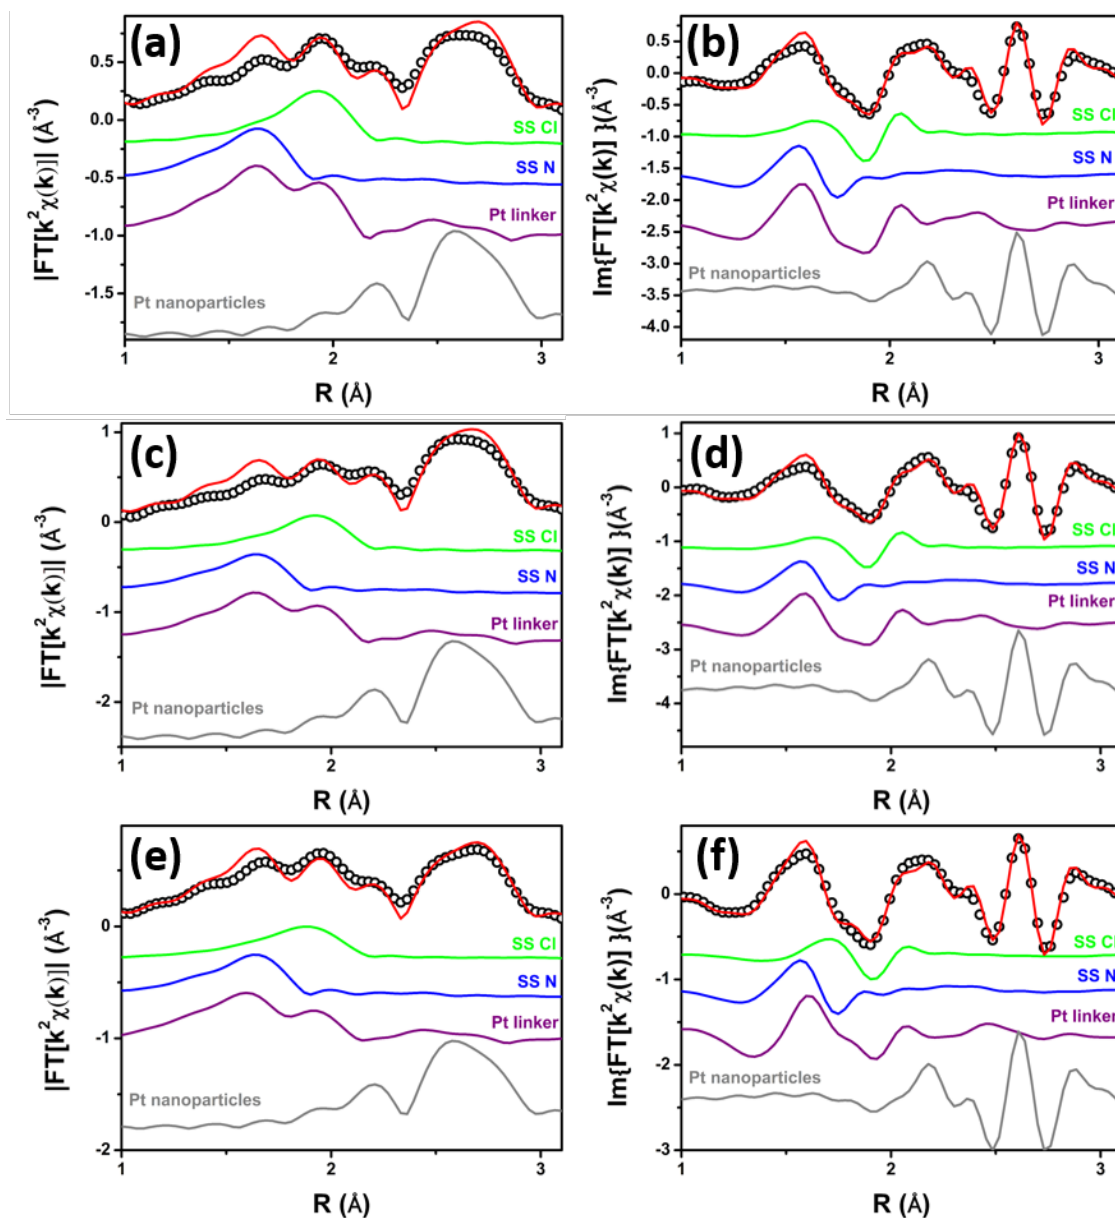 (a)
|FT[k²χ(k)]| (Å⁻³)
0.5
0.0
-0.5
-1.0
-1.5
SS Cl
SS N
Pt linker
Pt nanoparticles
1 2 3
R (Å)
(b)
Im{FT[k²χ(k)] }(Å⁻³)
0.5
0.0
-0.5
-1.0
-1.5
-2.0
-2.5
-3.0
-3.5
-4.0
SS Cl
SS N
Pt linker
Pt nanoparticles
1 2 3
R (Å)
(c)
|FT[k²χ(k)]| (Å⁻³)
1
0
-1
-2
SS Cl
SS N
Pt linker
Pt nanoparticles
1 2 3
R (Å)
(d)
Im{FT[k²χ(k)] }(Å⁻³)
1
0
-1
-2
-3
-4
SS Cl
SS N
Pt linker
Pt nanoparticles
1 2 3
R (Å)
(e)
|FT[k²χ(k)]| (Å⁻³)
0
-1
-2
SS Cl
SS N
Pt linker
Pt nanoparticles
1 2 3
R (Å)
(f)
Im{FT[k²χ(k)] }(Å⁻³)
0
-1
-2
-3
SS Cl
SS N
Pt linker
Pt nanoparticles
1 2 3
R (Å)